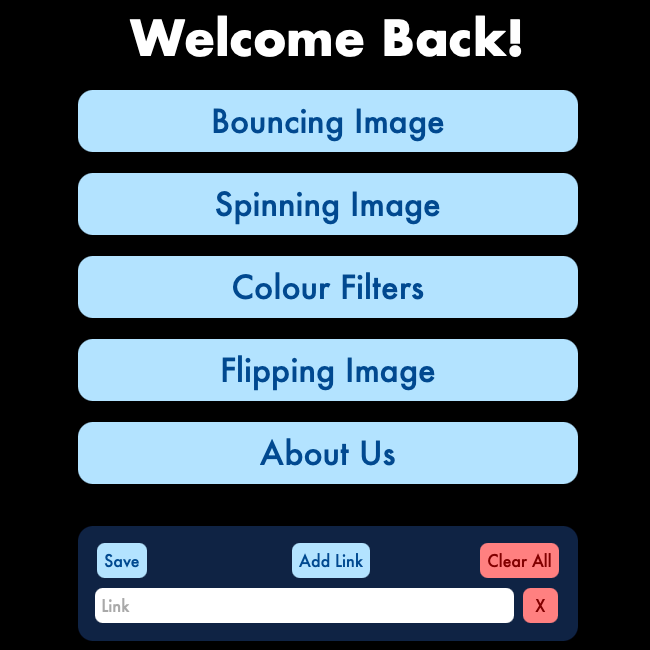 Welcome Back!
Bouncing Image
Spinning Image
Colour Filters
Flipping Image
About Us
Save Add Link Clear All
Link X